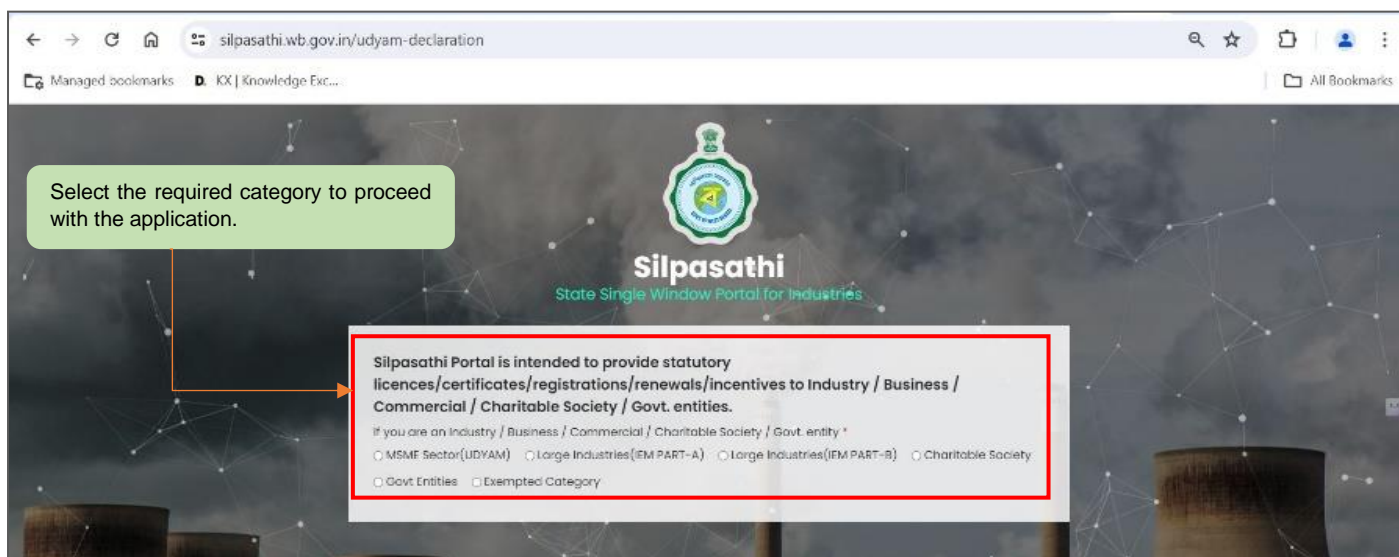 silpasathi.wb.gov.in/udyam-declaration
Managed bookmarks D. KX | Knowledge Exc... All Bookmarks
Select the required category to proceed
with the application.
Silpasathi
State Single Window Portal for Industries
Silpasathi Portal is intended to provide statutory
licences/certificates/registrations/renewals/incentives to Industry / Business /
Commercial / Charitable Society / Govt. entities.
If you are an Industry / Business / Commercial / Charitable Society / Govt. entity *
MSME Sector(UDYAM) Large Industries(IEM PART-A) Large Industries(IEM PART-B) Charitable Society
Govt Entities Exempted Category